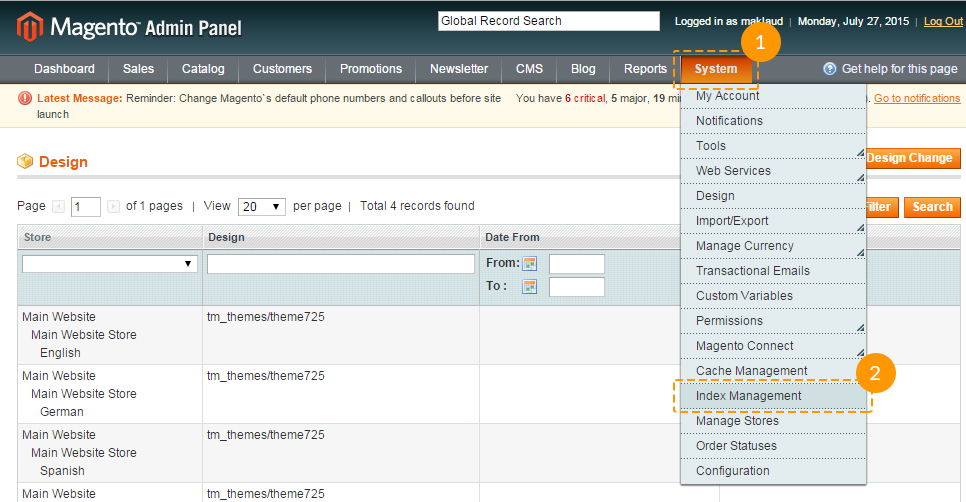 Magento™ Admin Panel
Global Record Search
Logged in as maklaud | Monday, July 27, 2015 | Log Out
1
Dashboard Sales Catalog Customers Promotions Newsletter CMS Blog Reports System
Get help for this page
Latest Message: Reminder: Change Magento`s default phone numbers and callouts before site launch
You have 6 critical, 5 major, 19
). Go to notifications
My Account
Notifications
Tools
Web Services
Design
Import/Export
Manage Currency
Transactional Emails
Custom Variables
Permissions
Magento Connect
Cache Management
2
Index Management
Manage Stores
Order Statuses
Configuration
Design
Design Change
Page 1 of 1 pages | View 20 per page | Total 4 records found
Search
Store Design Date From
From:
To :
Main Website tm_themes/theme725
Main Website Store
English
Main Website tm_themes/theme725
Main Website Store
German
Main Website tm_themes/theme725
Main Website Store
Spanish
Main Website tm_themes/theme725